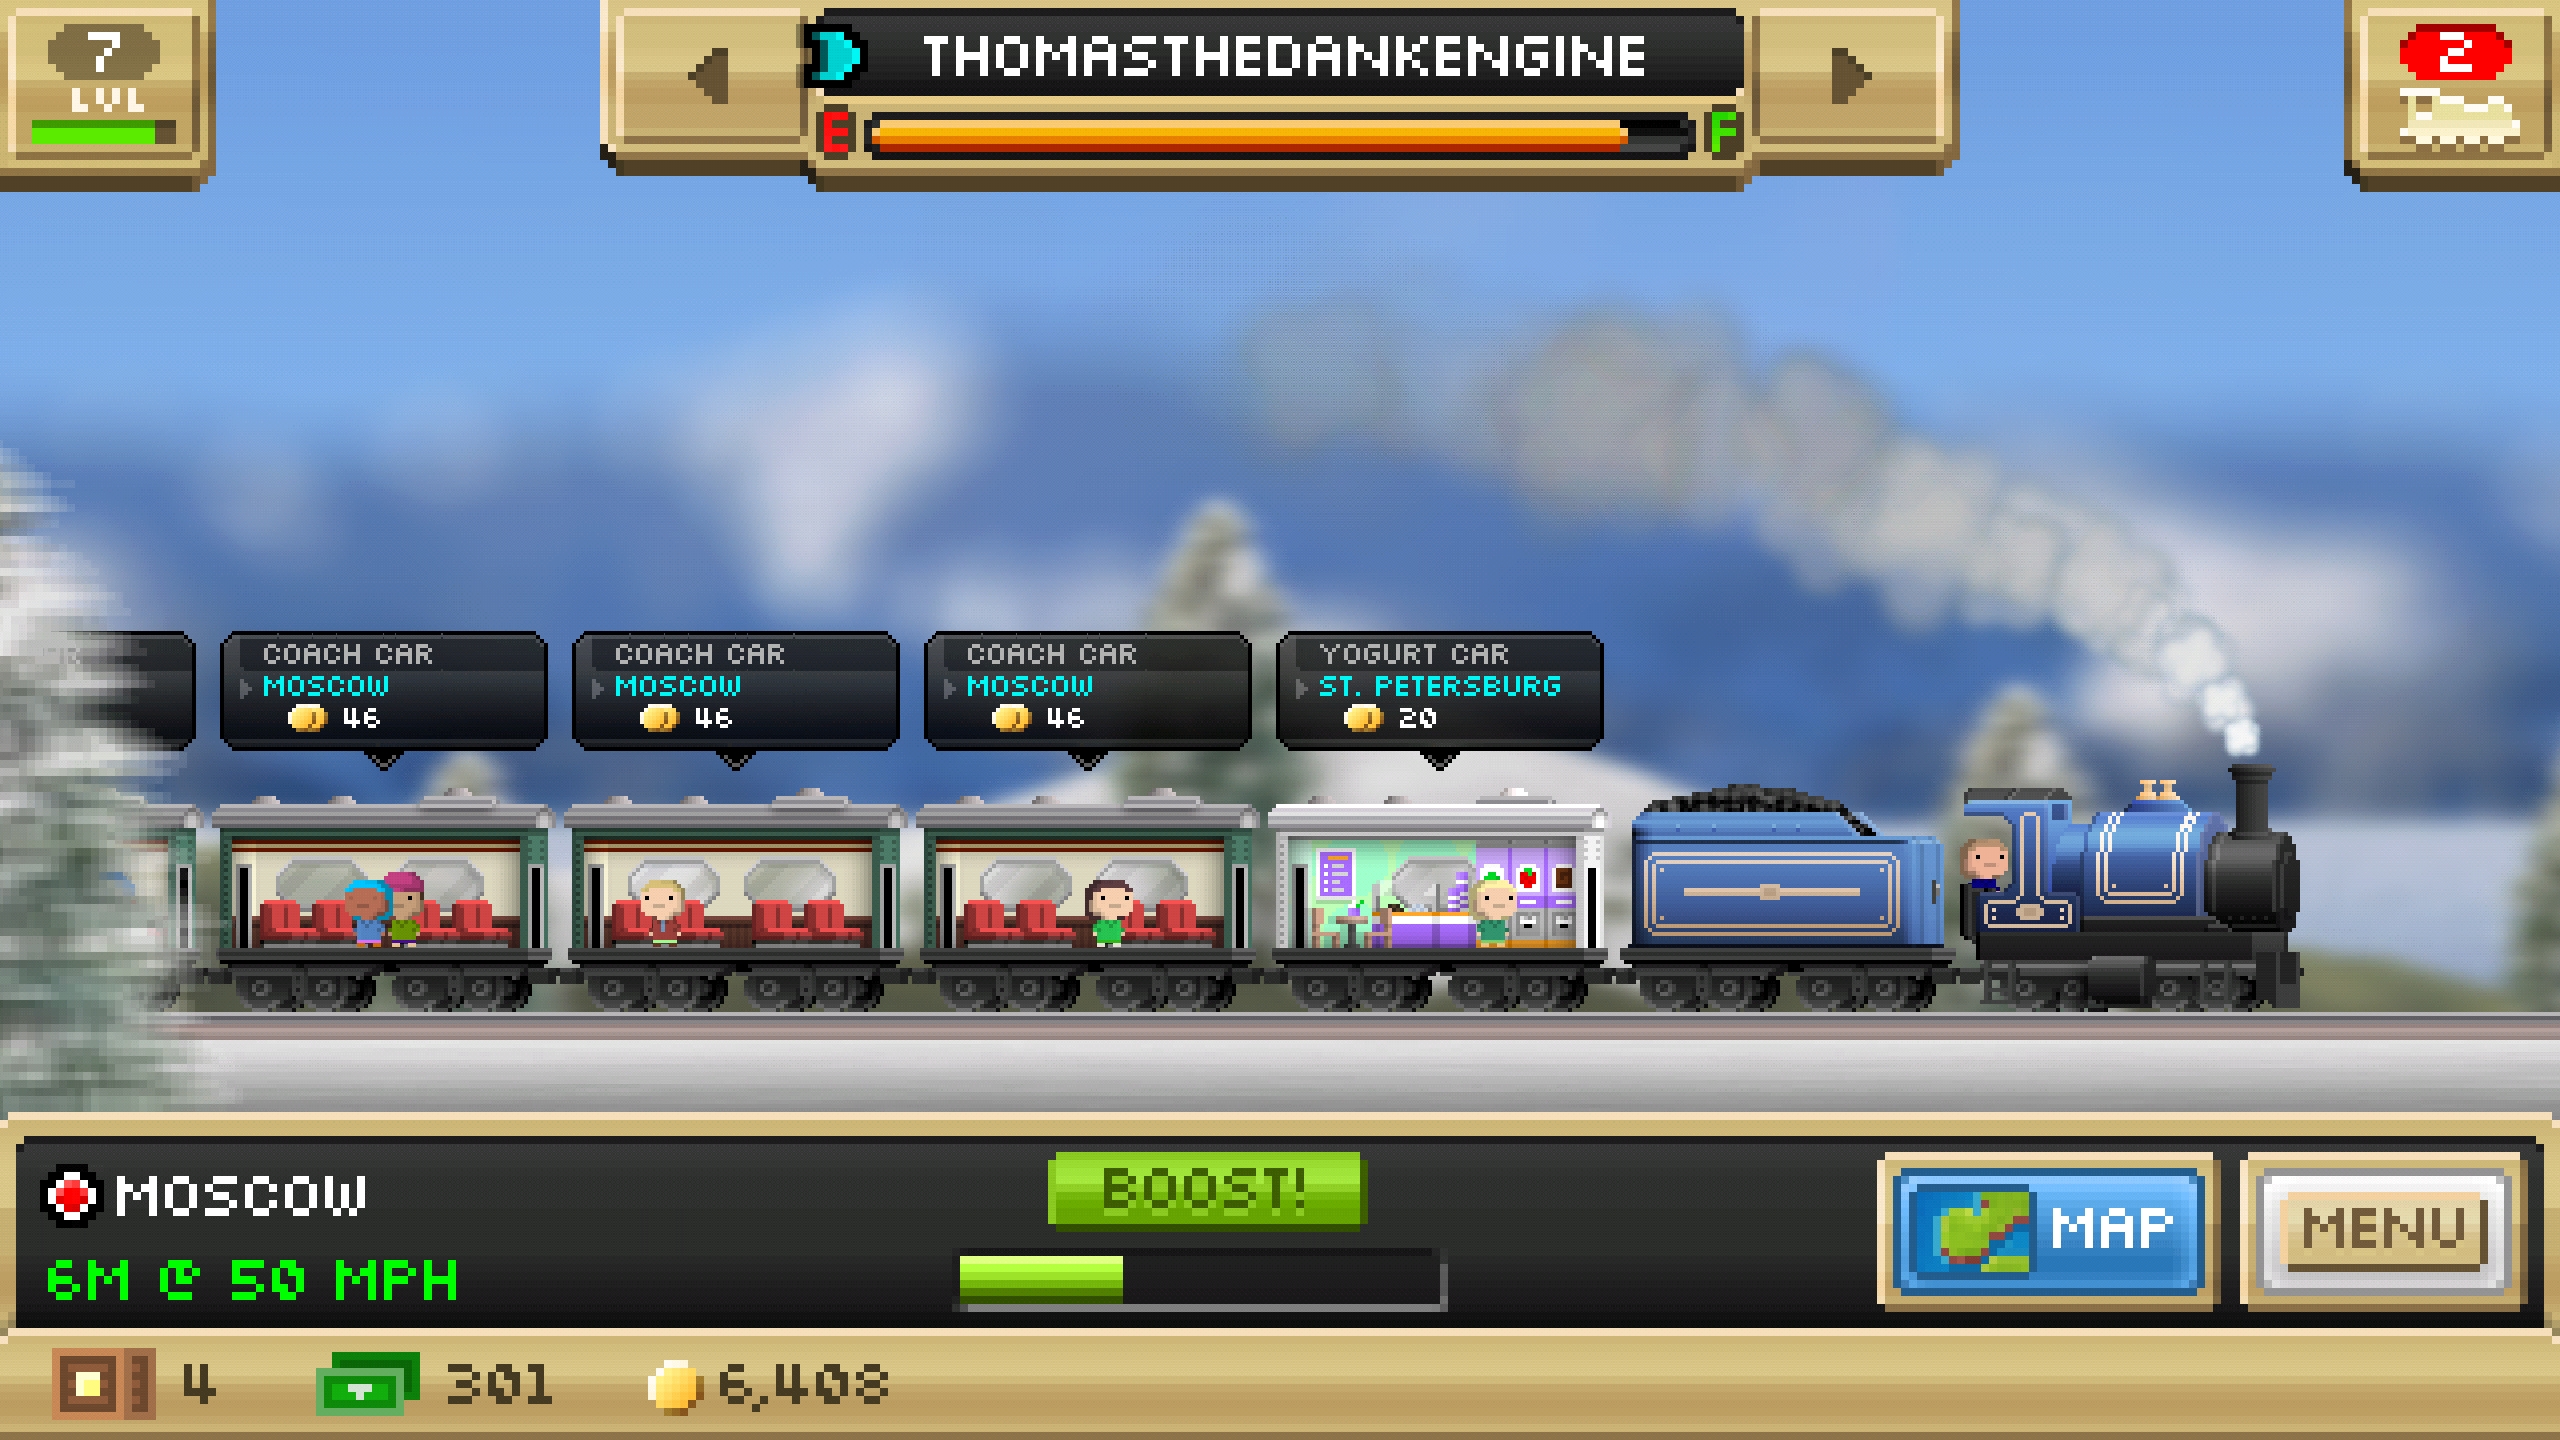 7
LVL
THOMASTHEDANKENGINE
E
F
2
COACH CAR
MOSCOW
46
COACH CAR
MOSCOW
46
COACH CAR
MOSCOW
46
YOGURT CAR
ST. PETERSBURG
20
MOSCOW
6M @ 50 MPH
BOOST!
MAP
MENU
4
301
6,408